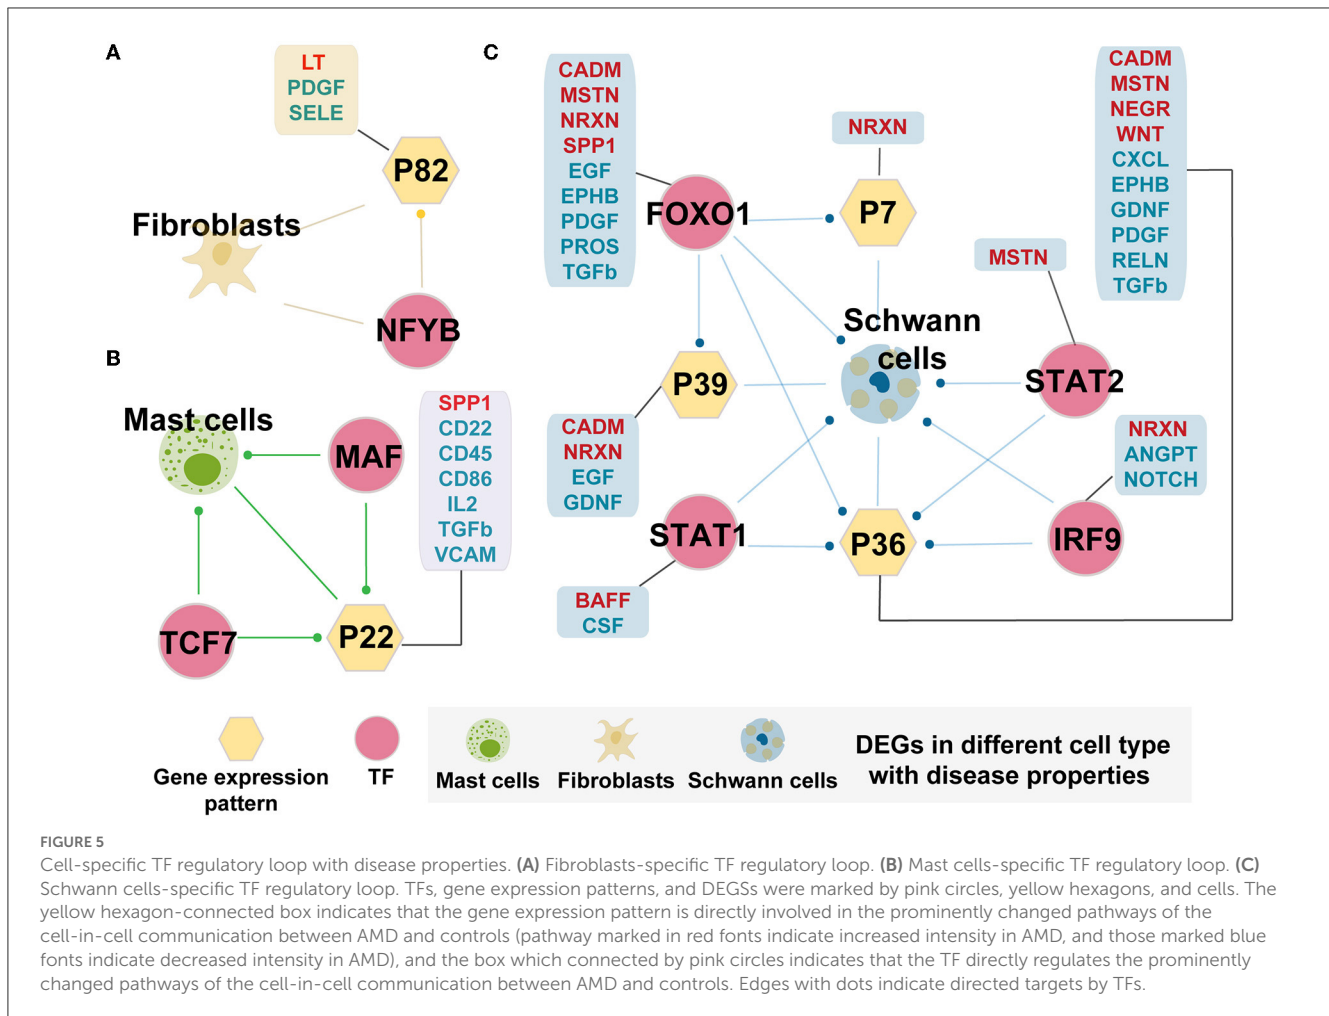 A
LT
PDGF
SELE
P82
Fibroblasts
NFYB
B
Mast cells
MAF
TCF7
P22
SPP1
CD22
CD45
CD86
IL2
TGFb
VCAM
C
CADM
MSTN
NRXN
SPP1
EGF
EPHB
PDGF
PROS
TGFb
FOXO1
NRXN
P7
MSTN
CADM
MSTN
NEGR
WNT
CXCL
EPHB
GDNF
PDGF
RELN
TGFb
Schwann
cells
STAT2
P39
CADM
NRXN
EGF
GDNF
NRXN
ANGPT
NOTCH
STAT1
P36
IRF9
BAFF
CSF
Gene expression
pattern
TF
Mast cells
Fibroblasts
Schwann cells
DEGs in different cell type
with disease properties
FIGURE 5
Cell-specific TF regulatory loop with disease properties. (A) Fibroblasts-specific TF regulatory loop. (B) Mast cells-specific TF regulatory loop. (C)
Schwann cells-specific TF regulatory loop. TFs, gene expression patterns, and DEGSs were marked by pink circles, yellow hexagons, and cells. The
yellow hexagon-connected box indicates that the gene expression pattern is directly involved in the prominently changed pathways of the
cell-in-cell communication between AMD and controls (pathway marked in red fonts indicate increased intensity in AMD, and those marked blue
fonts indicate decreased intensity in AMD), and the box which connected by pink circles indicates that the TF directly regulates the prominently
changed pathways of the cell-in-cell communication between AMD and controls. Edges with dots indicate directed targets by TFs.